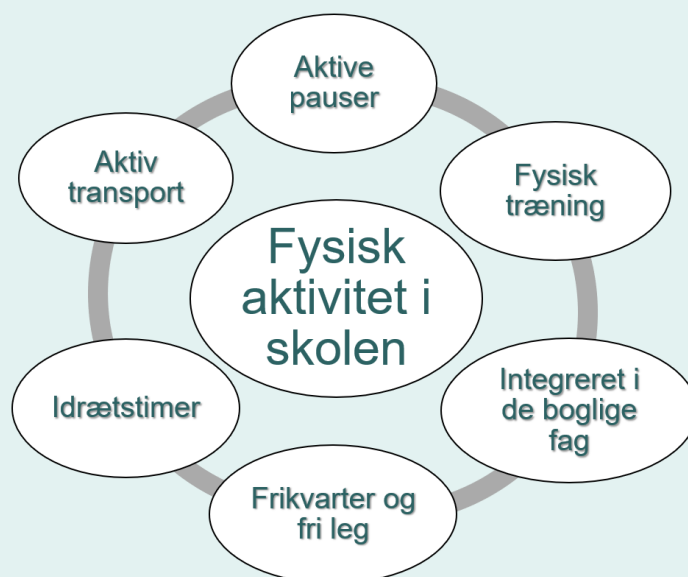 Aktive
pauser
Fysisk
træning
Integreret i
de boglige
fag
Frikvarter og
fri leg
Idrætstimer
Aktiv
transport
Fysisk
aktivitet i
skolen